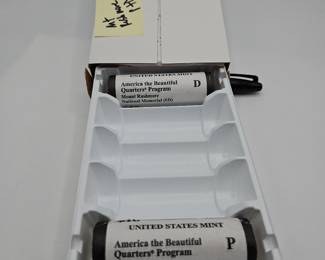 UNITED STATES MINT
America the Beautiful
Quarters® Program
Mount Rushmore
National Memorial (SD)
D
UNITED STATES MINT
America the Beautiful
Quarters® Program
P